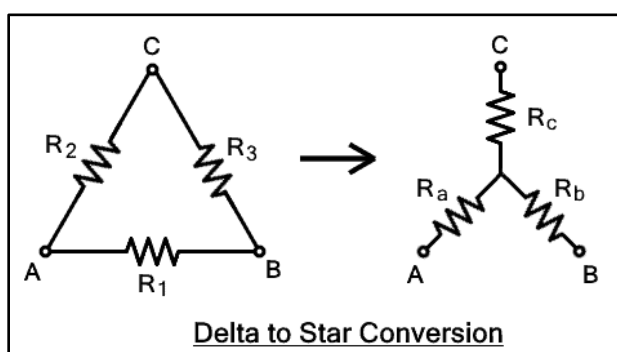 C
C
R2
R3
Rc
Ra
Rb
A
R1
B
A
B
Delta to Star Conversion